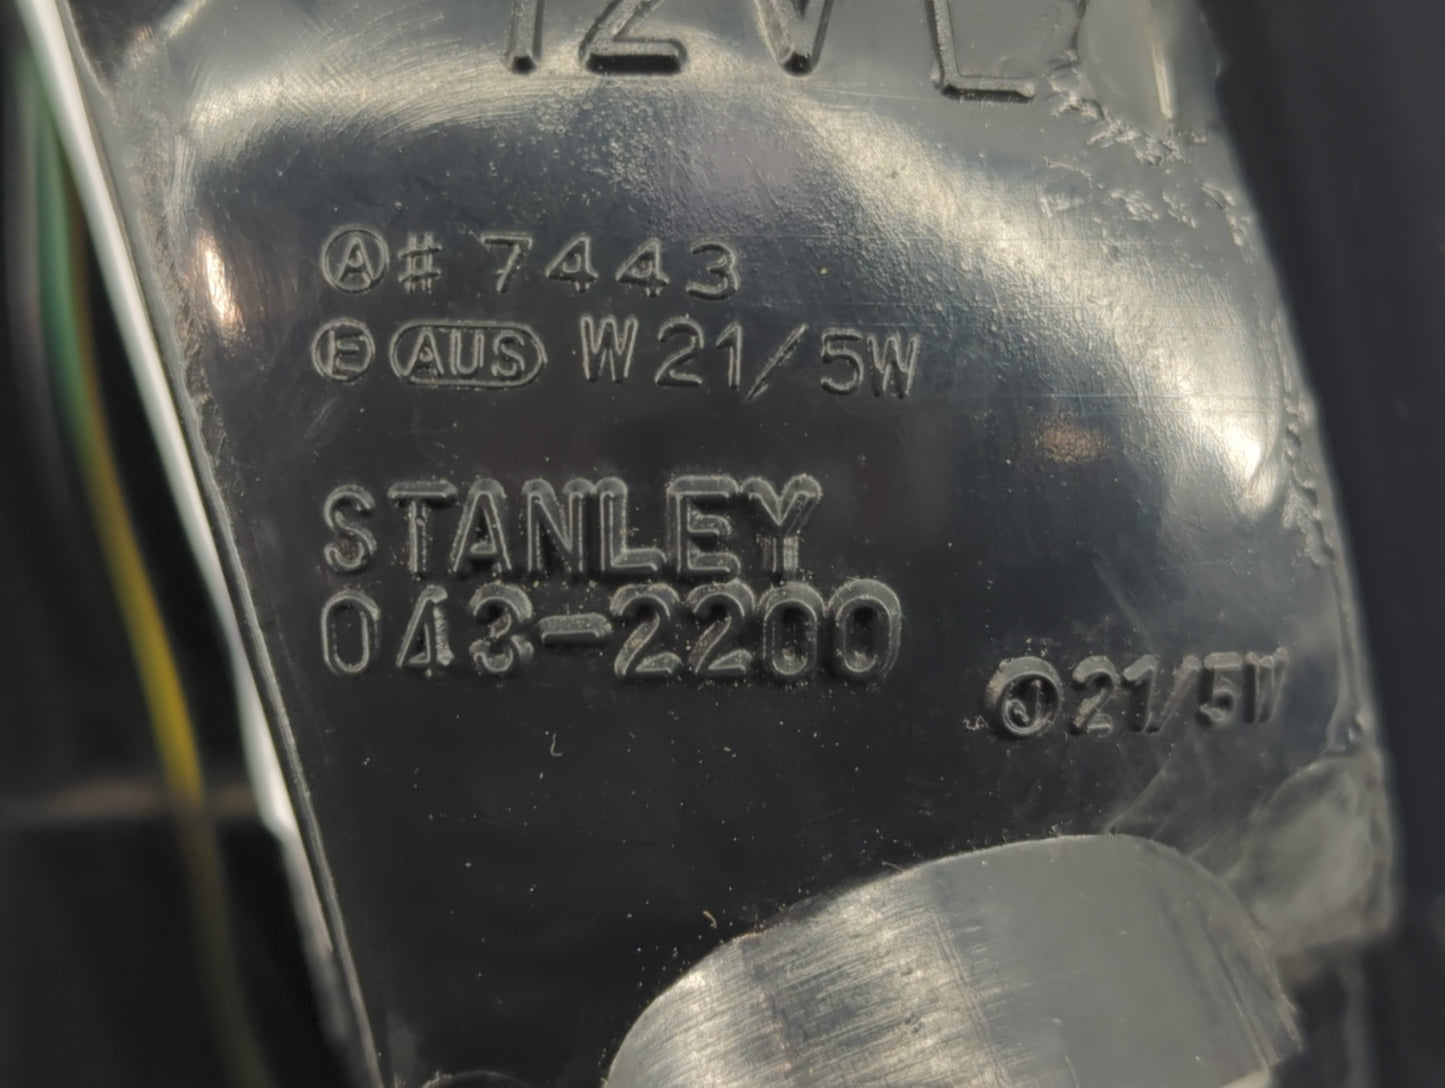 12V L
Ⓐ# 7443
Ⓔ AUS W21/5W
STANLEY
043-2200
Ⓙ21/5W